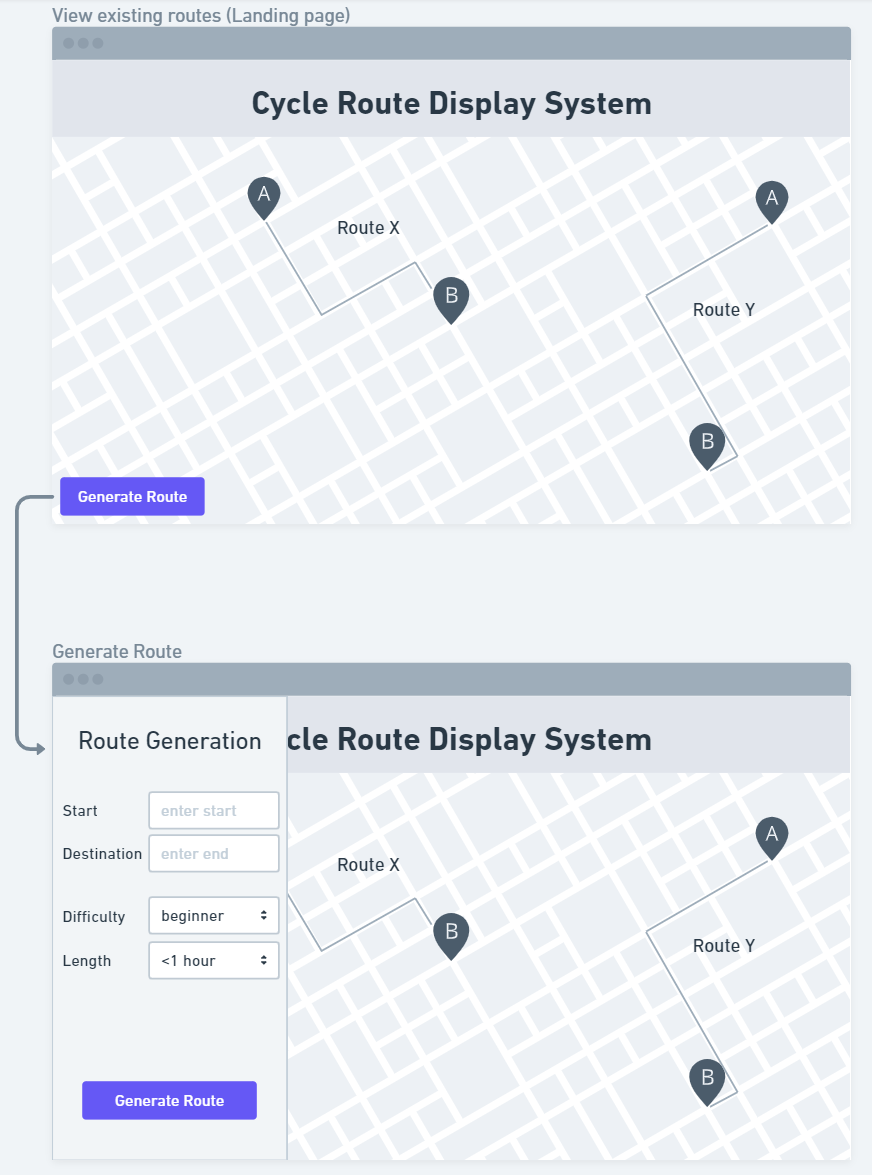 View existing routes (Landing page)
Cycle Route Display System
A
A
Route X
B
Route Y
B
Generate Route
Generate Route
Route Generation
cle Route Display System
Start
enter start
A
Destination
enter end
Route X
Difficulty
beginner
B
Route Y
Length
<1 hour
B
Generate Route